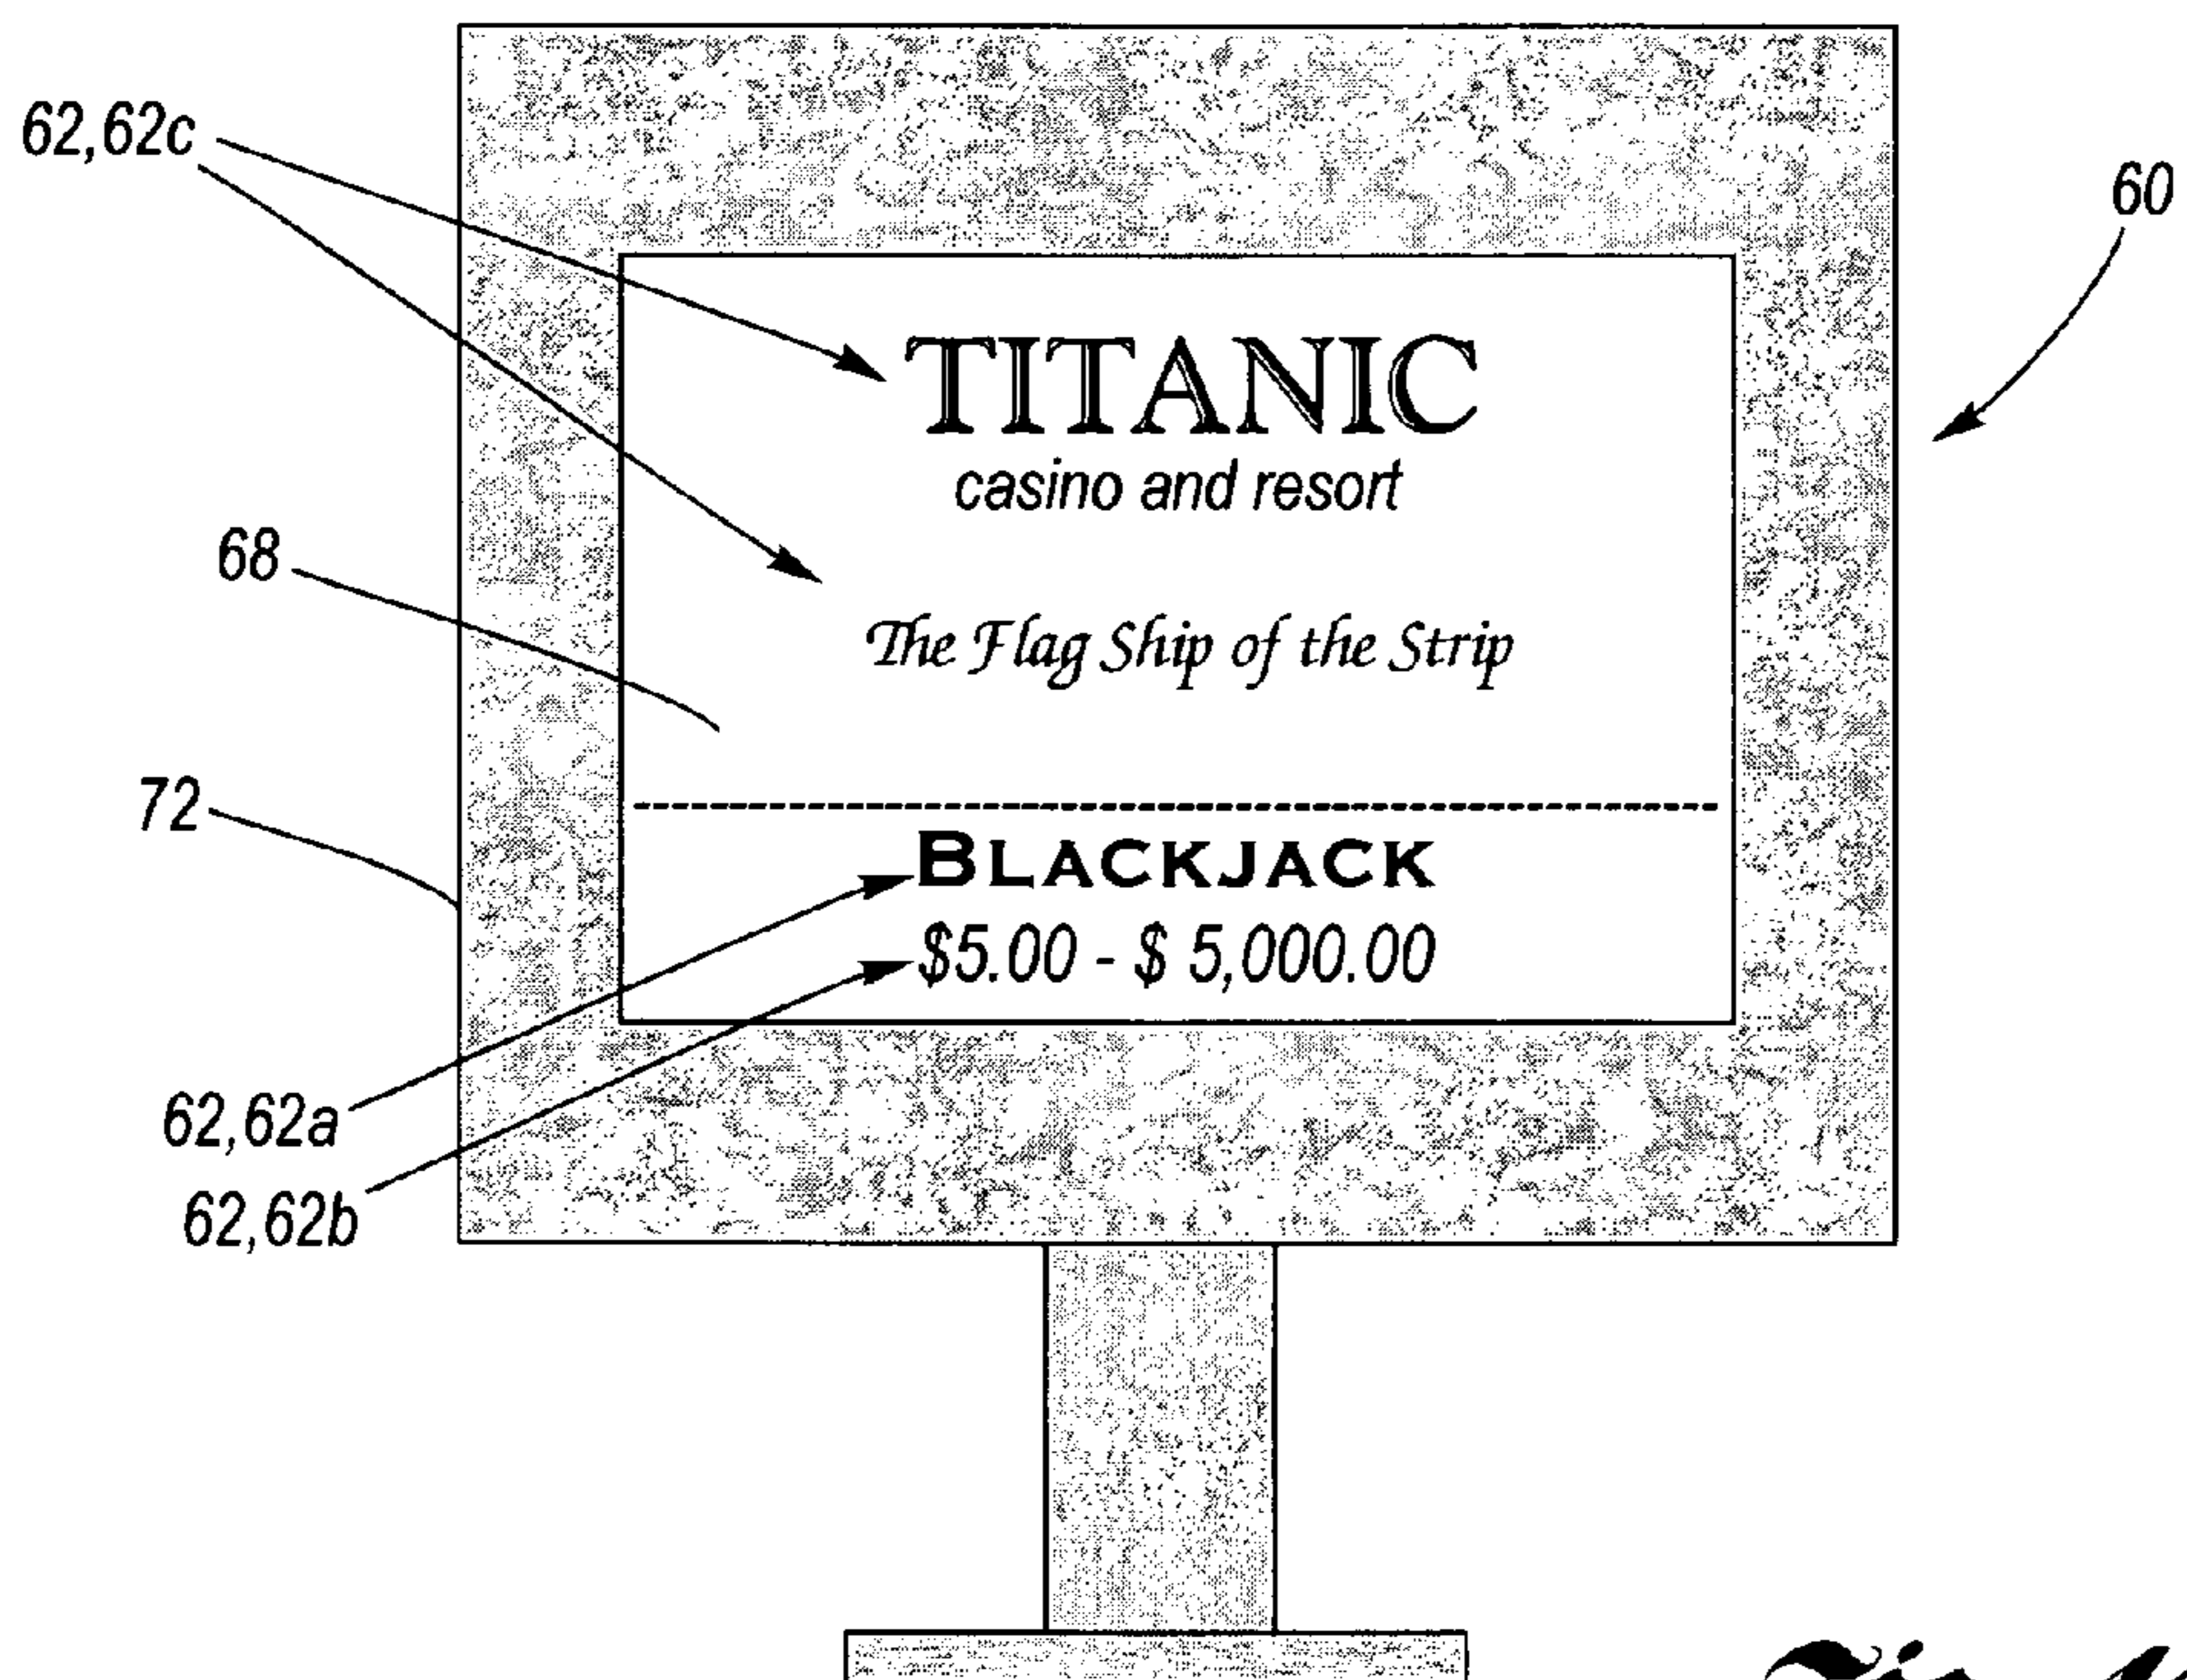 62,62c
60
TITANIC
casino and resort
68
The Flag Ship of the Strip
72
BLACKJACK
$5.00 - $ 5,000.00
62,62a
62,62b